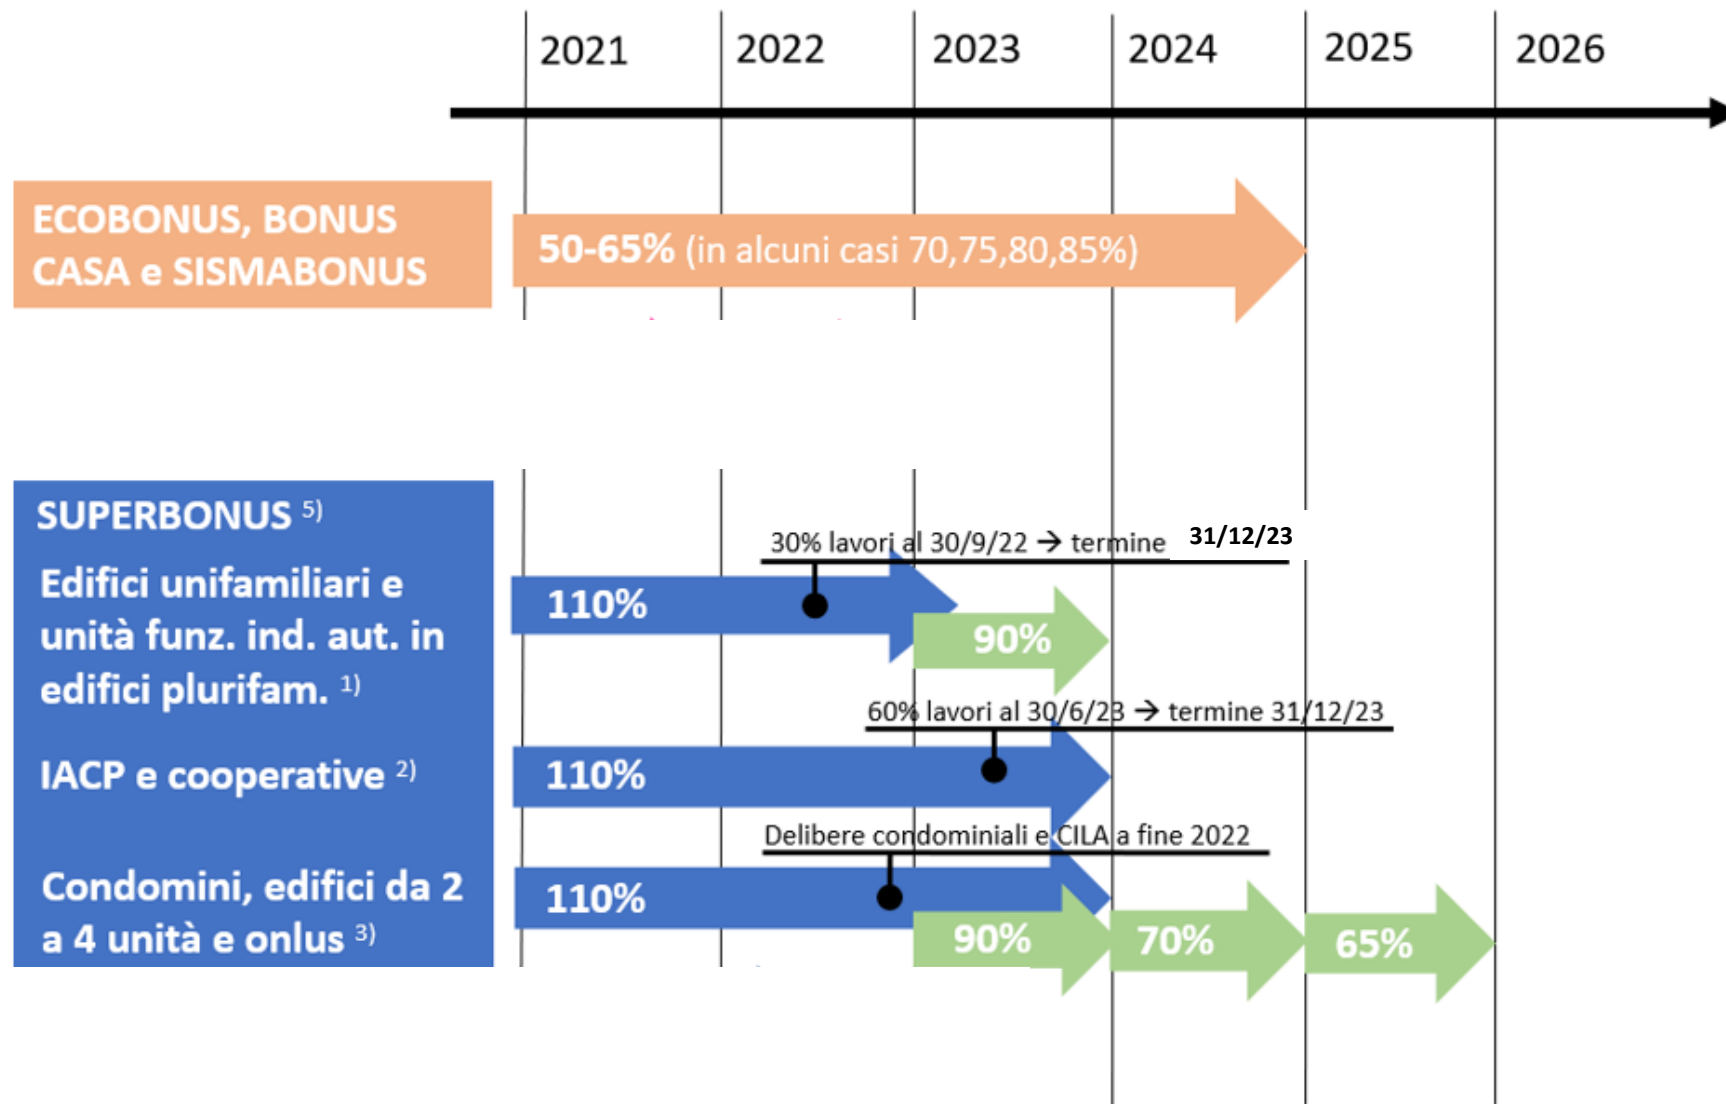 2021 2022 2023 2024 2025 2026
ECOBONUS, BONUS
CASA e SISMABONUS
50-65% (in alcuni casi 70,75,80,85%)
SUPERBONUS 5)
30% lavori al 30/9/22 → termine 31/12/23
Edifici unifamiliari e
unità funz. ind. aut. in
edifici plurifam. 1)
110%
90%
60% lavori al 30/6/23 → termine 31/12/23
IACP e cooperative 2)
110%
Delibere condominiali e CILA a fine 2022
Condomini, edifici da 2
a 4 unità e onlus 3)
110%
90% 70% 65%